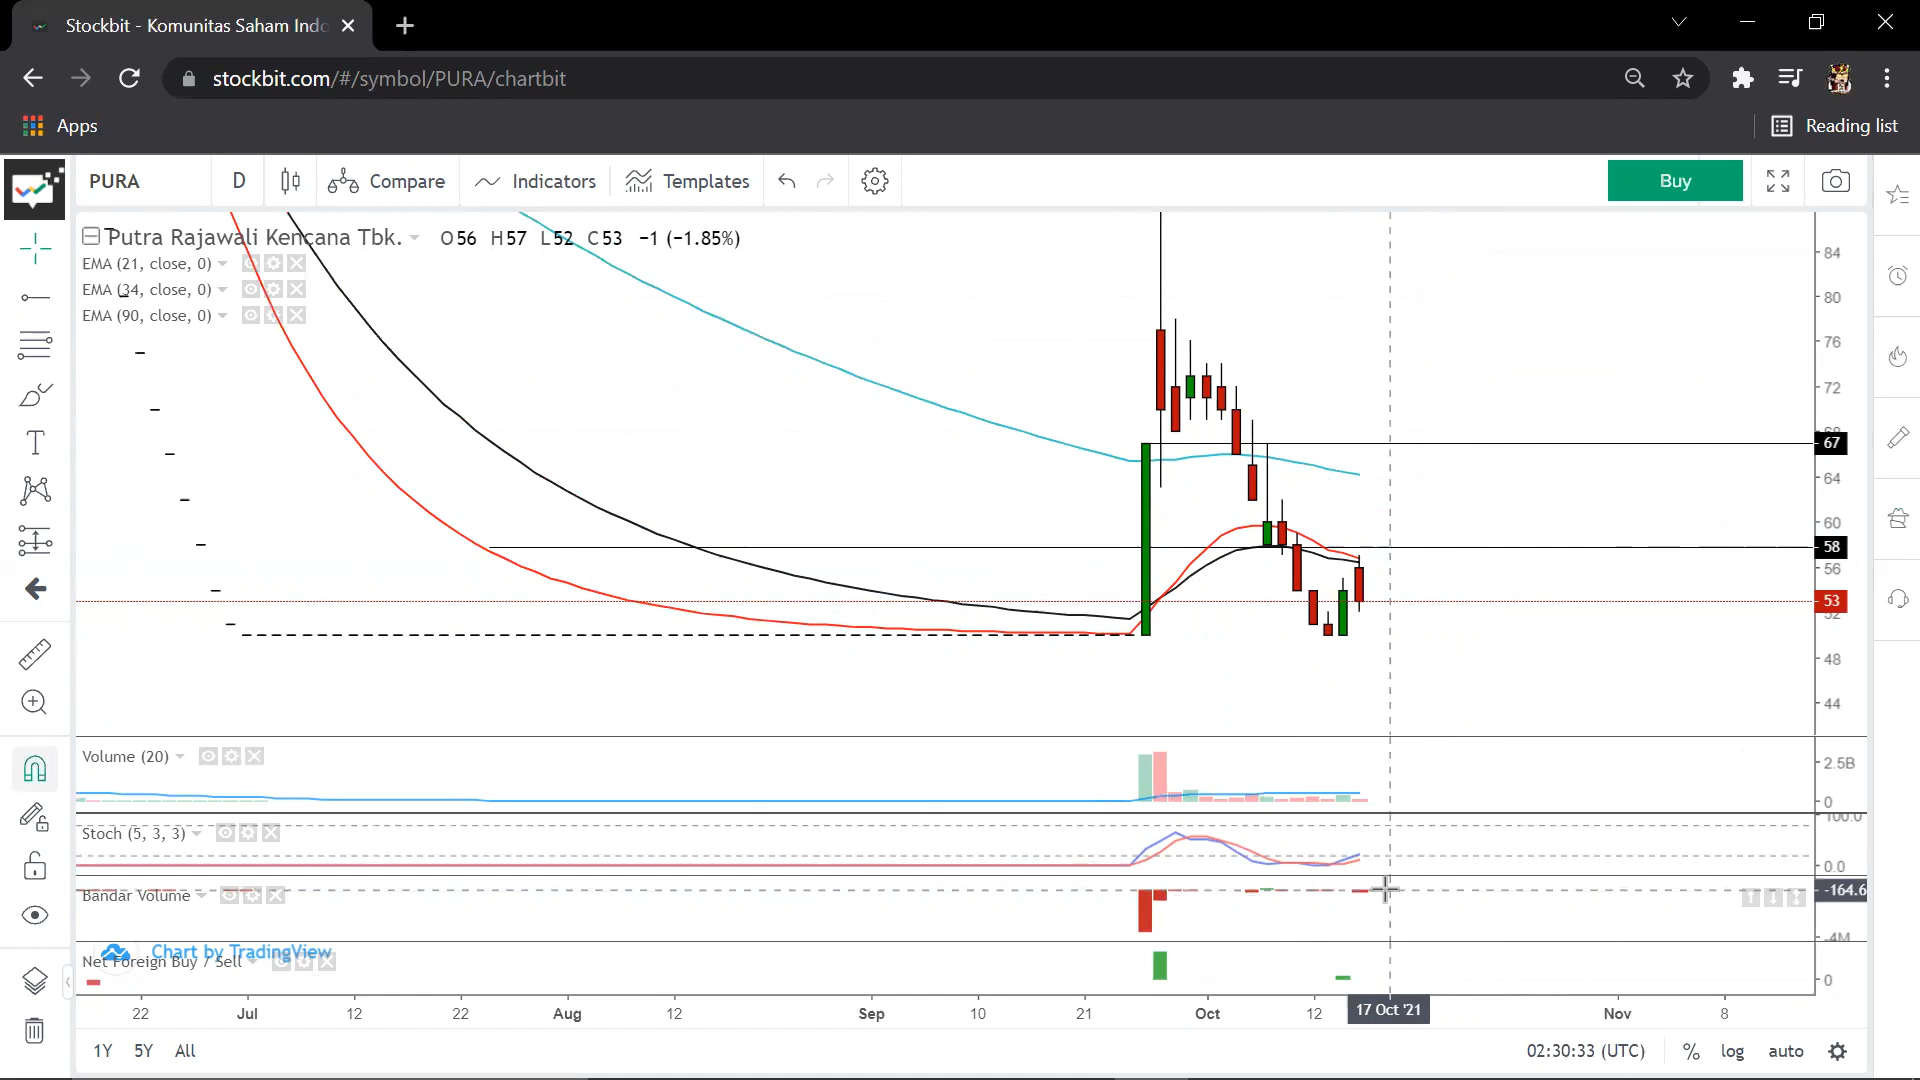 Stockbit - Komunitas Saham Indo
stockbit.com/#/symbol/PURA/chartbit
Apps
Reading list
PURA
D
Compare
Indicators
Templates
Buy
Putra Rajawali Kencana Tbk. O56 H57 L52 C53 −1 (−1.85%)
EMA (21, close, 0)
EMA (34, close, 0)
EMA (90, close, 0)
84
80
76
72
68
67
64
60
58
56
53
52
48
44
Volume (20)
2.5B
0
Stoch (5, 3, 3)
100.0
0.0
Bandar Volume
-164.6
-4M
Chart by TradingView
Net Foreign Buy / Sell
0
22 Jul 12 22 Aug 12 Sep 10 21 Oct 12 17 Oct '21 Nov 8
1Y 5Y All
02:30:33 (UTC) % log auto